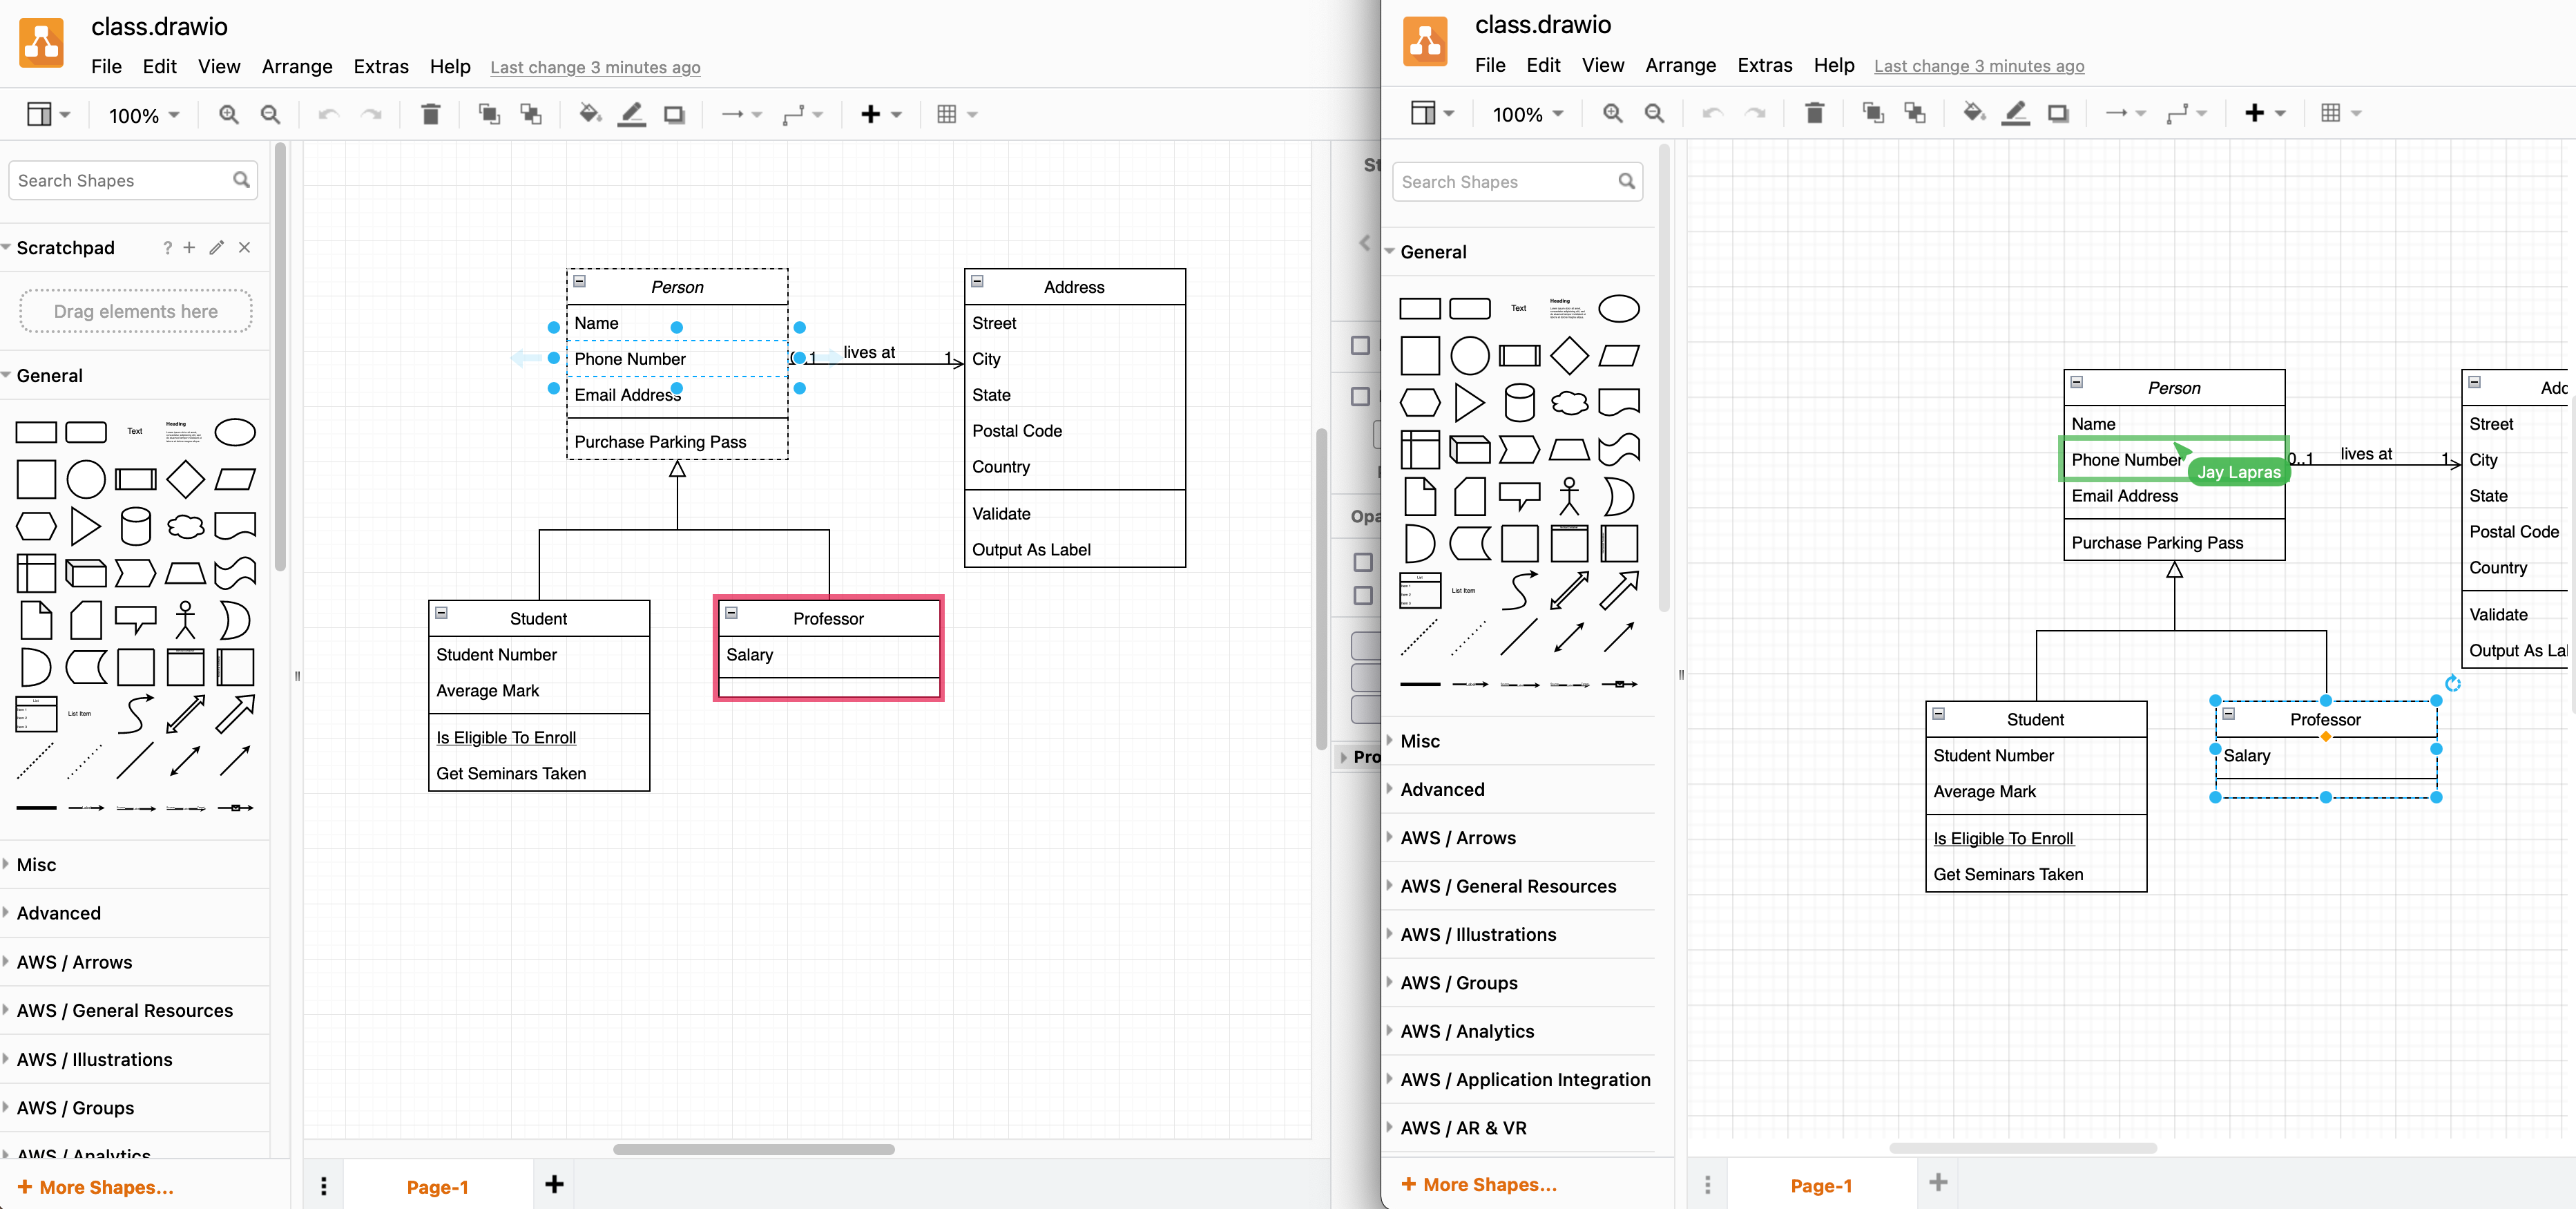 class.drawio
File Edit View Arrange Extras Help Last change 3 minutes ago
100%
Search Shapes
Scratchpad ? + ×
Drag elements here
General
Text
Heading
List
List Item
Misc
Advanced
AWS / Arrows
AWS / General Resources
AWS / Illustrations
AWS / Groups
AWS / Analytics
+ More Shapes...
Person
Name
Phone Number
Email Address
Purchase Parking Pass
lives at
1
Address
Street
City
State
Postal Code
Country
Validate
Output As Label
Student
Student Number
Average Mark
Is Eligible To Enroll
Get Seminars Taken
Professor
Salary
Page-1
St
Opa
Pro
class.drawio
File Edit View Arrange Extras Help Last change 3 minutes ago
100%
Search Shapes
General
Text
Heading
List
List Item
Misc
Advanced
AWS / Arrows
AWS / General Resources
AWS / Illustrations
AWS / Groups
AWS / Analytics
AWS / Application Integration
AWS / AR & VR
+ More Shapes...
Person
Name
Phone Number
Jay Lapras
Email Address
Purchase Parking Pass
0..1 lives at 1
Add
Street
City
State
Postal Code
Country
Validate
Output As Lal
Student
Student Number
Average Mark
Is Eligible To Enroll
Get Seminars Taken
Professor
Salary
Page-1